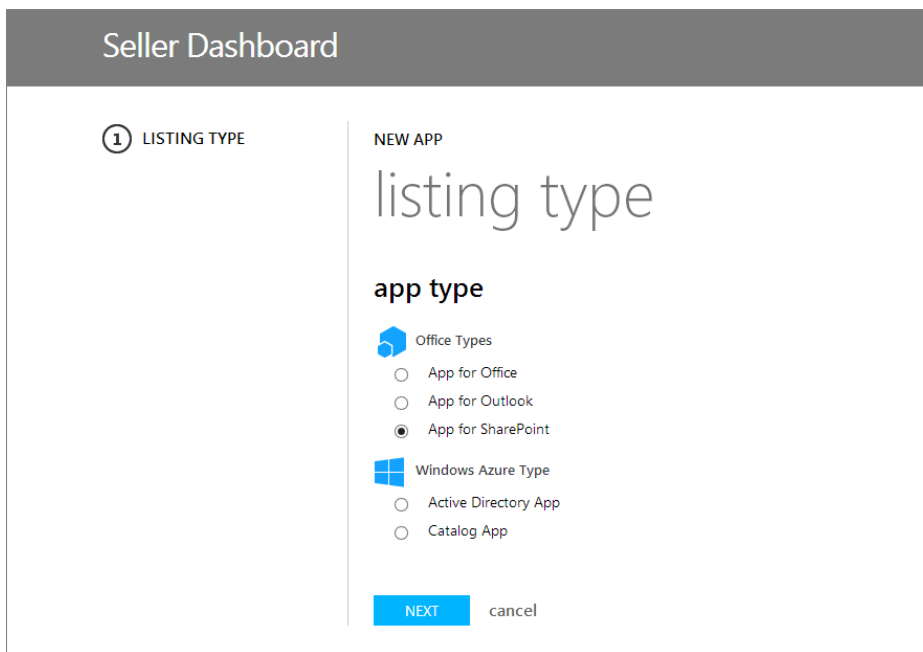 Seller Dashboard
1 LISTING TYPE
NEW APP
listing type
app type
Office Types
App for Office
App for Outlook
App for SharePoint
Windows Azure Type
Active Directory App
Catalog App
NEXT cancel